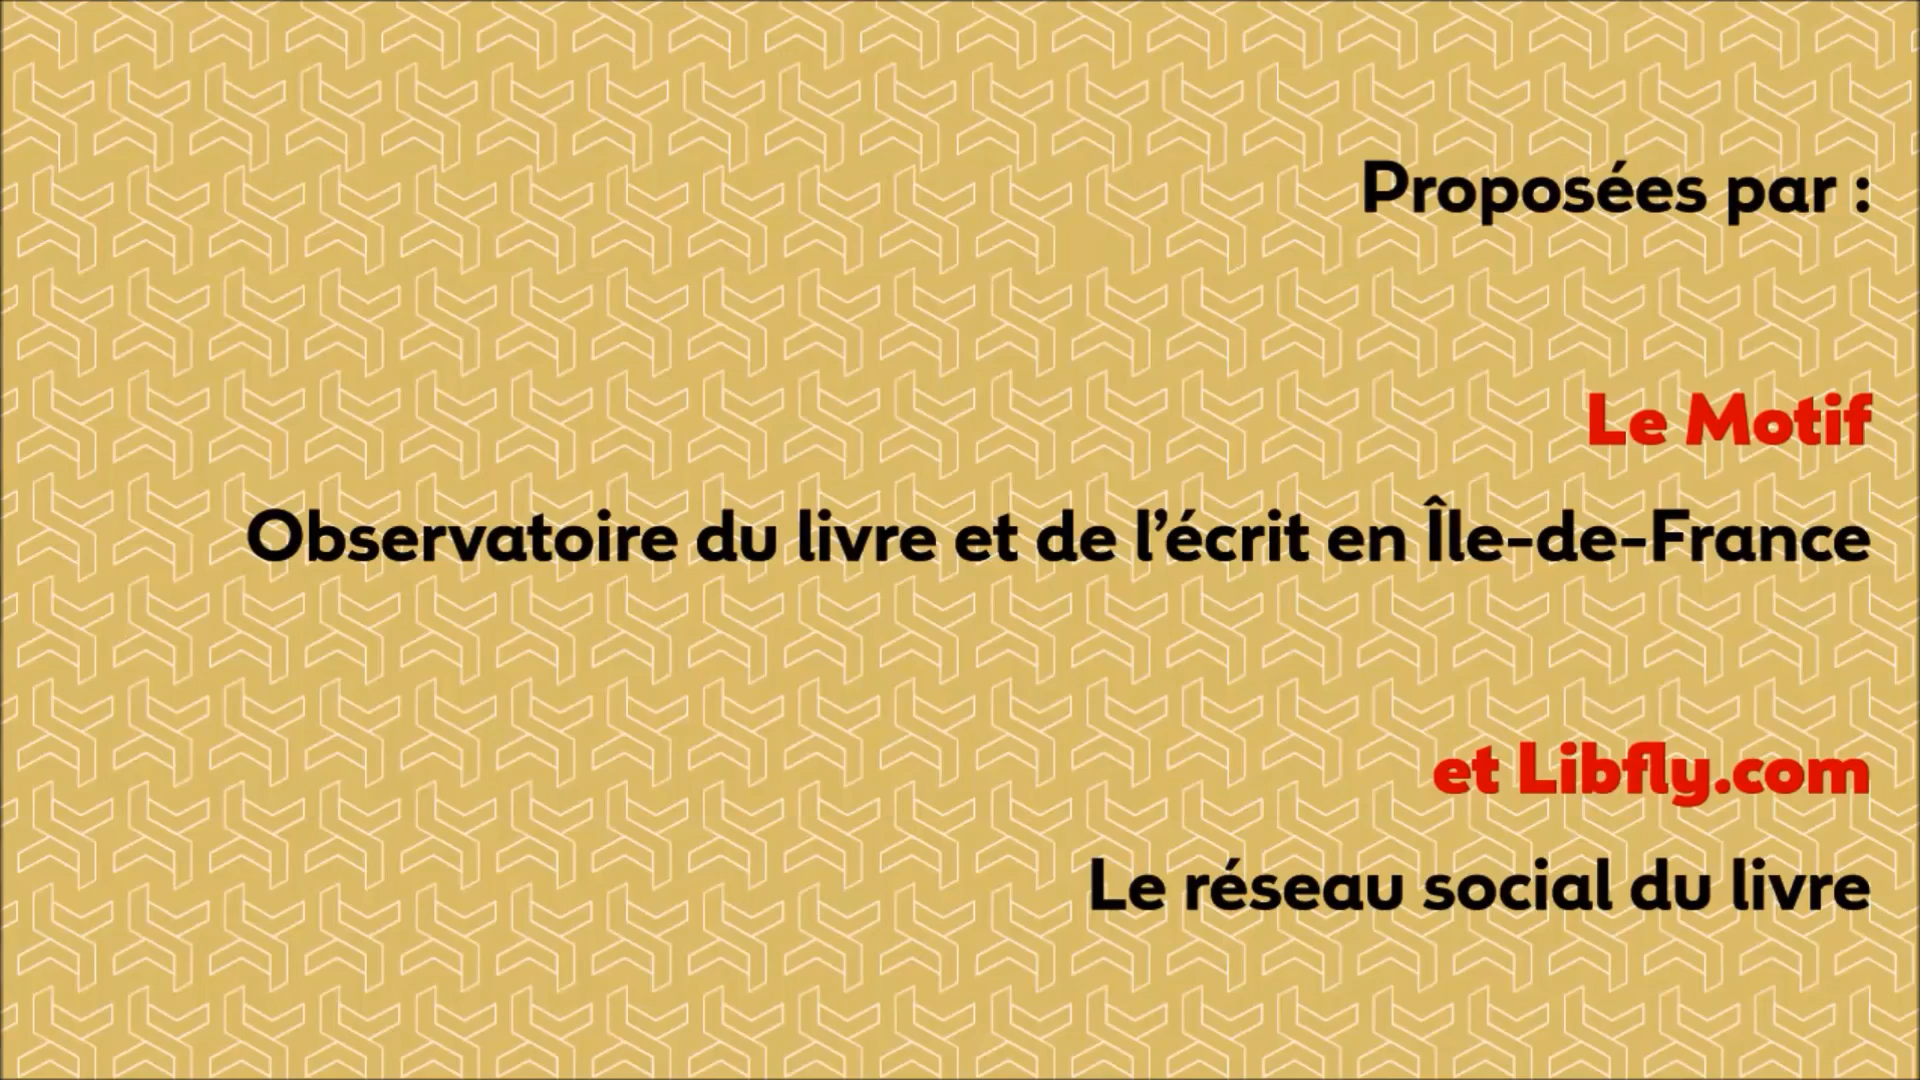 Proposées par :
Le Motif
Observatoire du livre et de l’écrit en Île-de-France
et Libfly.com
Le réseau social du livre